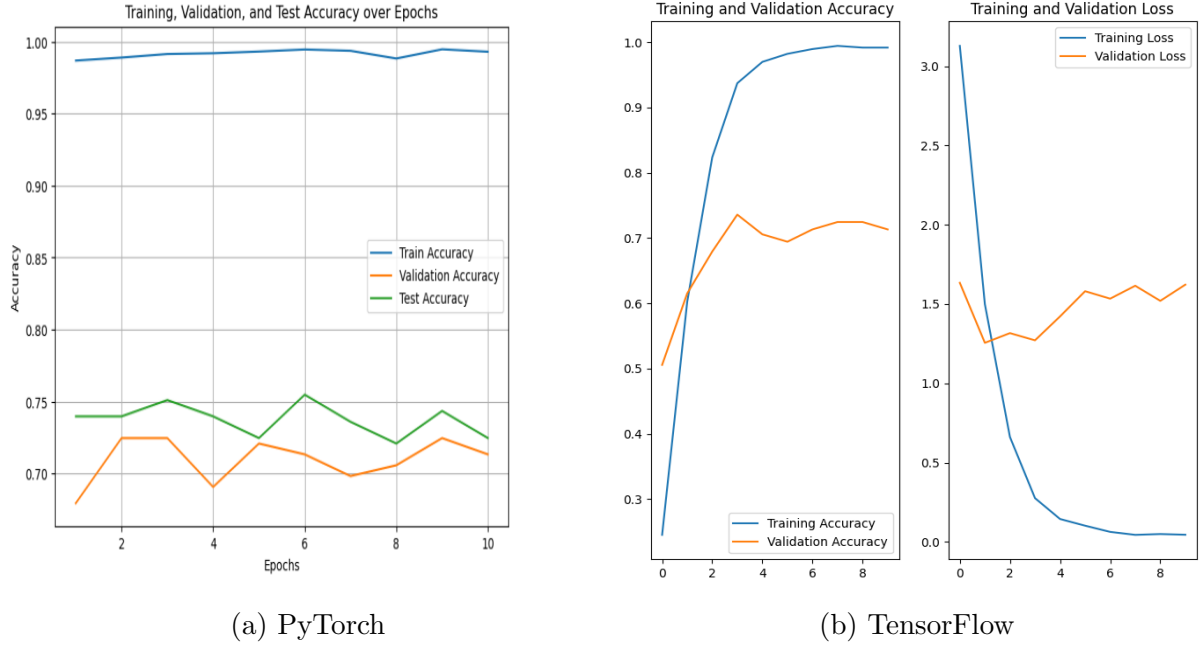 Training, Validation, and Test Accuracy over Epochs
1.00
0.95
0.90
0.85
0.80
0.75
0.70
Accuracy
Train Accuracy
Validation Accuracy
Test Accuracy
2 4 6 8 10
Epochs
(a) PyTorch
Training and Validation Accuracy
1.0
0.9
0.8
0.7
0.6
0.5
0.4
0.3
Training Accuracy
Validation Accuracy
0 2 4 6 8
Training and Validation Loss
Training Loss
Validation Loss
3.0
2.5
2.0
1.5
1.0
0.5
0.0
0 2 4 6 8
(b) TensorFlow